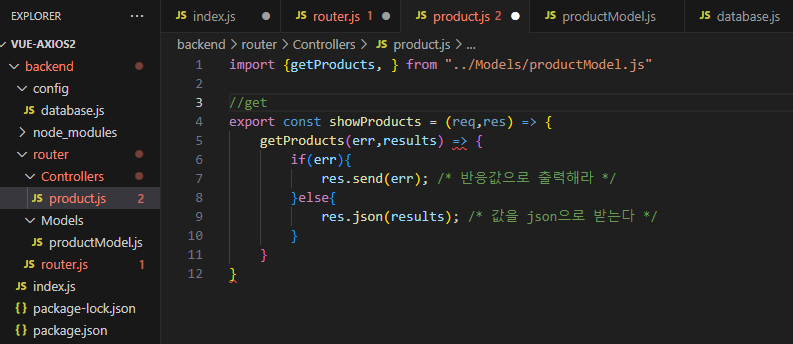 EXPLORER
VUE-AXIOS2
backend
config
JS database.js
node_modules
router
Controllers
JS product.js 2
Models
JS productModel.js
JS router.js 1
JS index.js
{} package-lock.json
{} package.json
JS index.js
JS router.js 1
JS product.js 2
JS productModel.js
JS database.js
backend > router > Controllers > JS product.js > ...
1 import {getProducts, } from "../Models/productModel.js"
2
3 //get
4 export const showProducts = (req,res) => {
5 getProducts(err,results) => {
6 if(err){
7 res.send(err); /* 반응값으로 출력해라 */
8 }else{
9 res.json(results); /* 값을 json으로 받는다 */
10 }
11 }
12 }